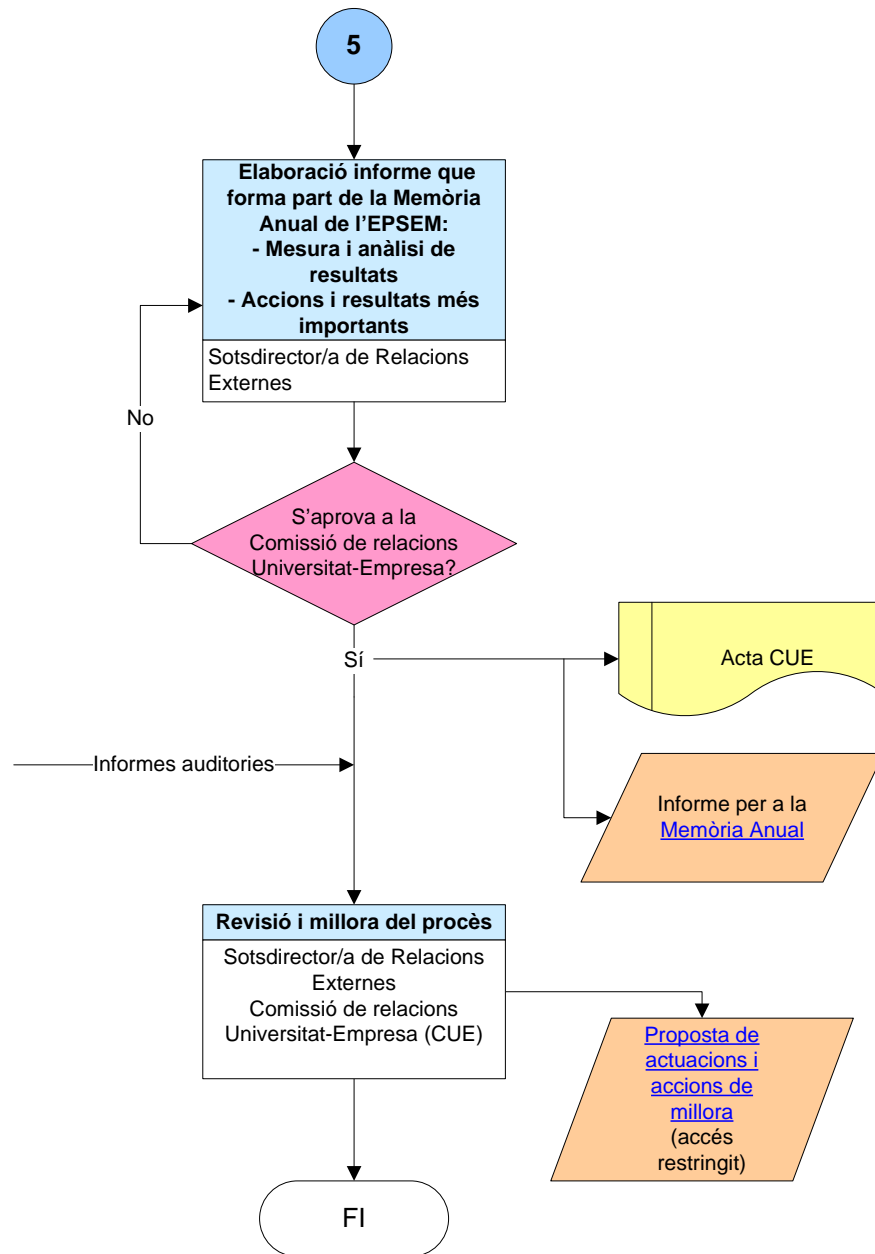 5
Elaboració informe que
forma part de la Memòria
Anual de l’EPSEM:
- Mesura i anàlisi de
resultats
- Accions i resultats més
importants
Sotsdirector/a de Relacions
Externes
No
S’aprova a la
Comissió de relacions
Universitat-Empresa?
Sí
Acta CUE
Informes auditories
Informe per a la
Memòria Anual
Revisió i millora del procès
Sotsdirector/a de Relacions
Externes
Comissió de relacions
Universitat-Empresa (CUE)
Proposta de
actuacions i
accions de
millora
(accés
restringit)
FI